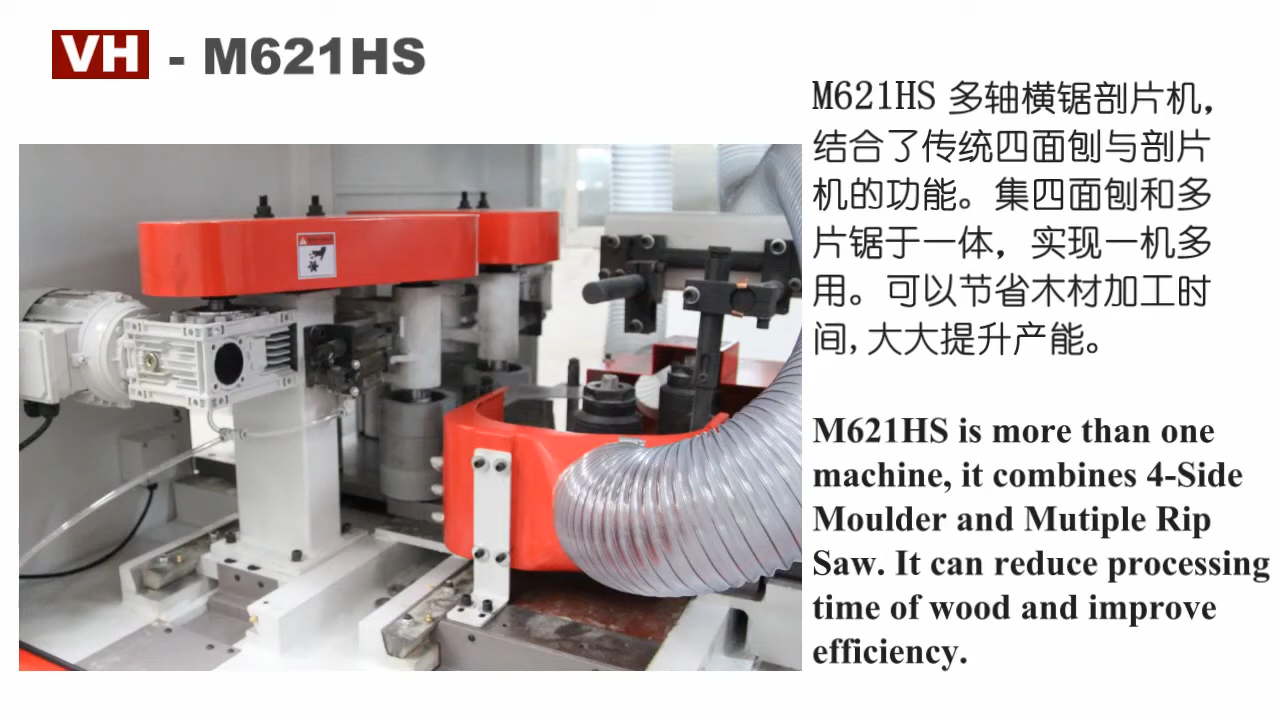 VH - M621HS
M621HS 多轴横锯剖片机，
结合了传统四面刨与剖片
机的功能。集四面刨和多
片锯于一体，实现一机多
用。可以节省木材加工时
间，大大提升产能。
M621HS is more than one
machine, it combines 4-Side
Moulder and Mutiple Rip
Saw. It can reduce processing
time of wood and improve
efficiency.